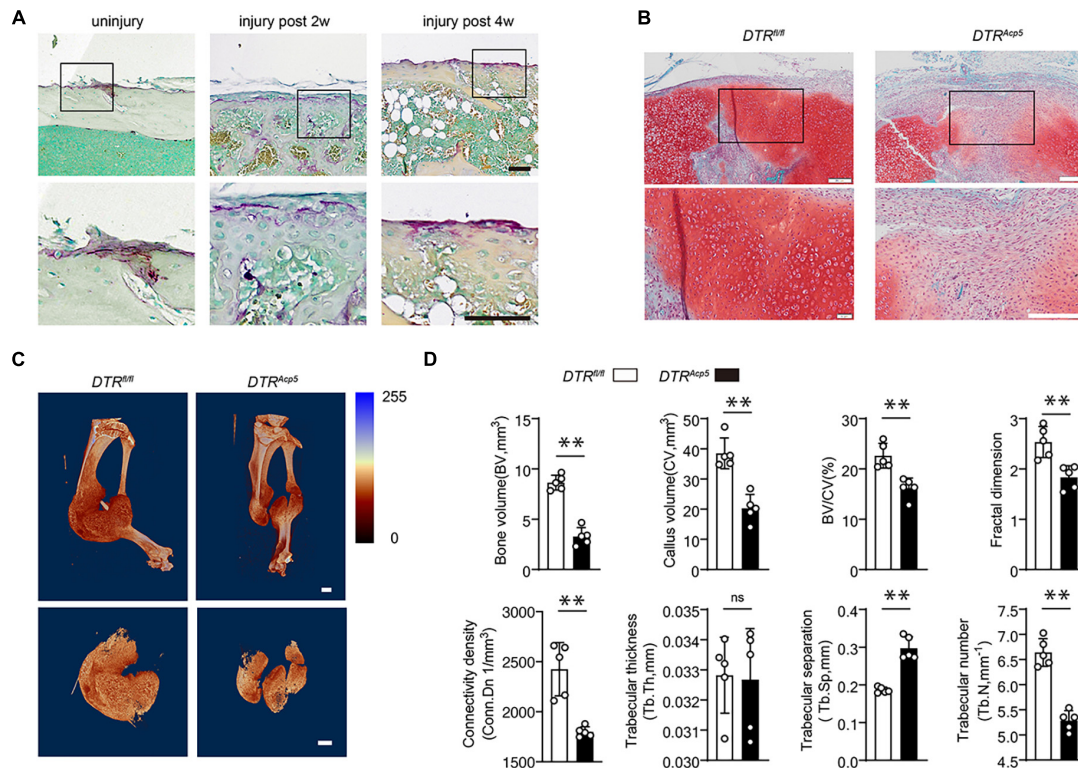 A
uninjury
injury post 2w
injury post 4w
B
DTRfl/fl
DTRAcp5
C
DTRfl/fl
DTRAcp5
255
0
D
DTRfl/fl
DTRAcp5
Bone volume(BV,mm³)
15
10
5
0
**
Callus volume(CV,mm³)
50
40
30
20
10
0
**
BV/CV(%)
30
20
10
0
**
Fractal dimension
3
2
1
0
**
Connectivity density
(Conn.Dn 1/mm³)
3000
2500
2000
1500
**
Trabecular thickness
(Tb.Th,mm)
0.035
0.034
0.033
0.032
0.031
0.030
ns
Trabecular separation
( Tb.Sp,mm)
0.4
0.3
0.2
0.1
0.0
**
Trabecular number
(Tb.N,mm⁻¹)
7.5
7.0
6.5
6.0
5.5
5.0
4.5
**